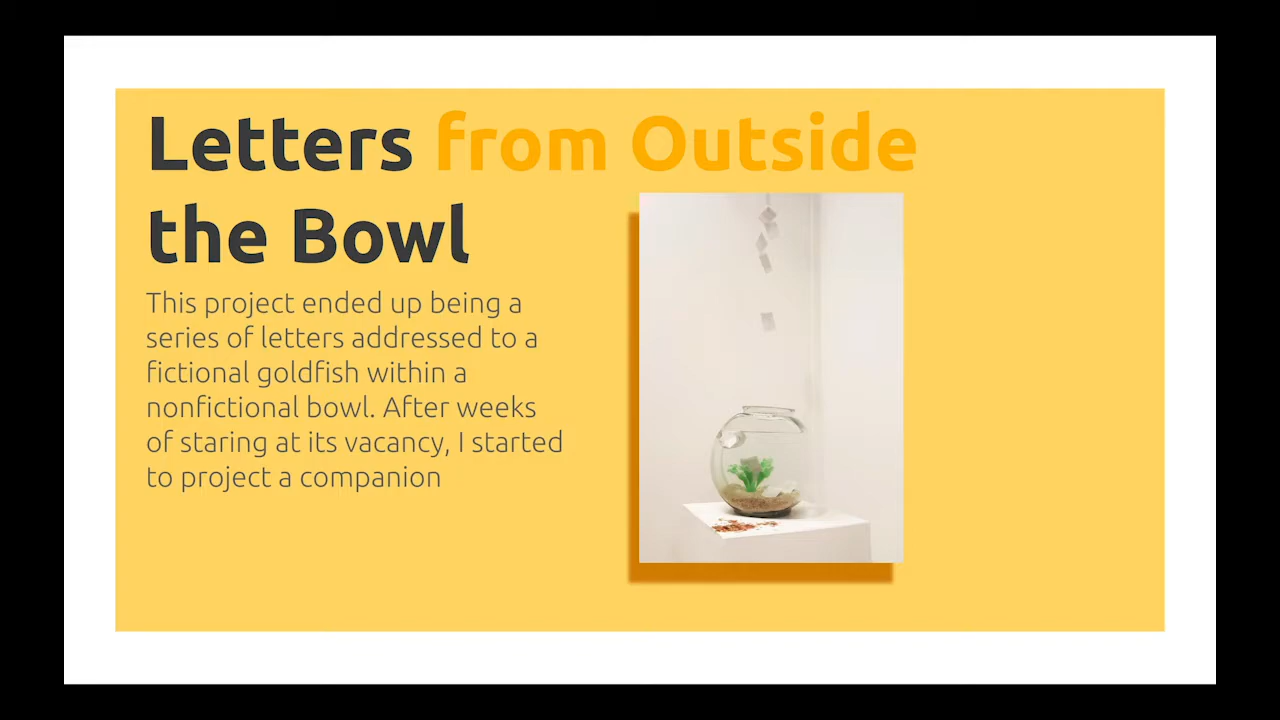 Letters from Outside
the Bowl
This project ended up being a
series of letters addressed to a
fictional goldfish within a
nonfictional bowl. After weeks
of staring at its vacancy, I started
to project a companion